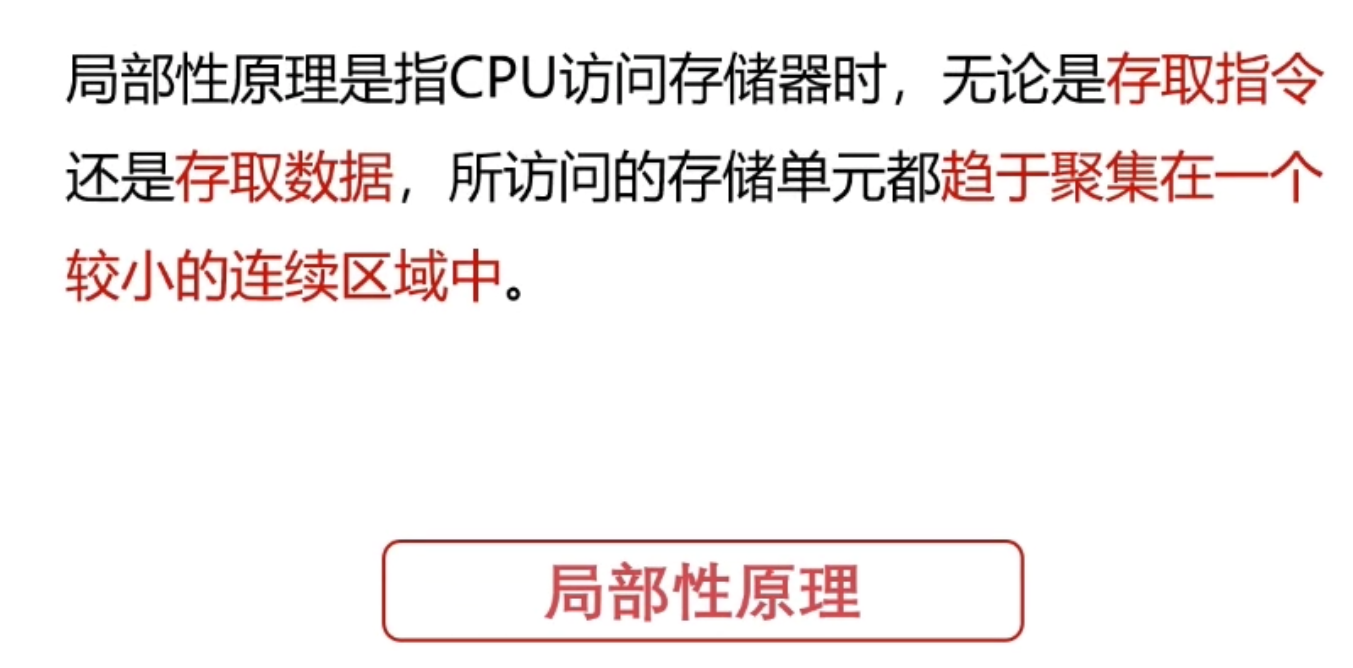 局部性原理是指CPU访问存储器时，无论是存取指令
还是存取数据，所访问的存储单元都趋于聚集在一个
较小的连续区域中。
局部性原理